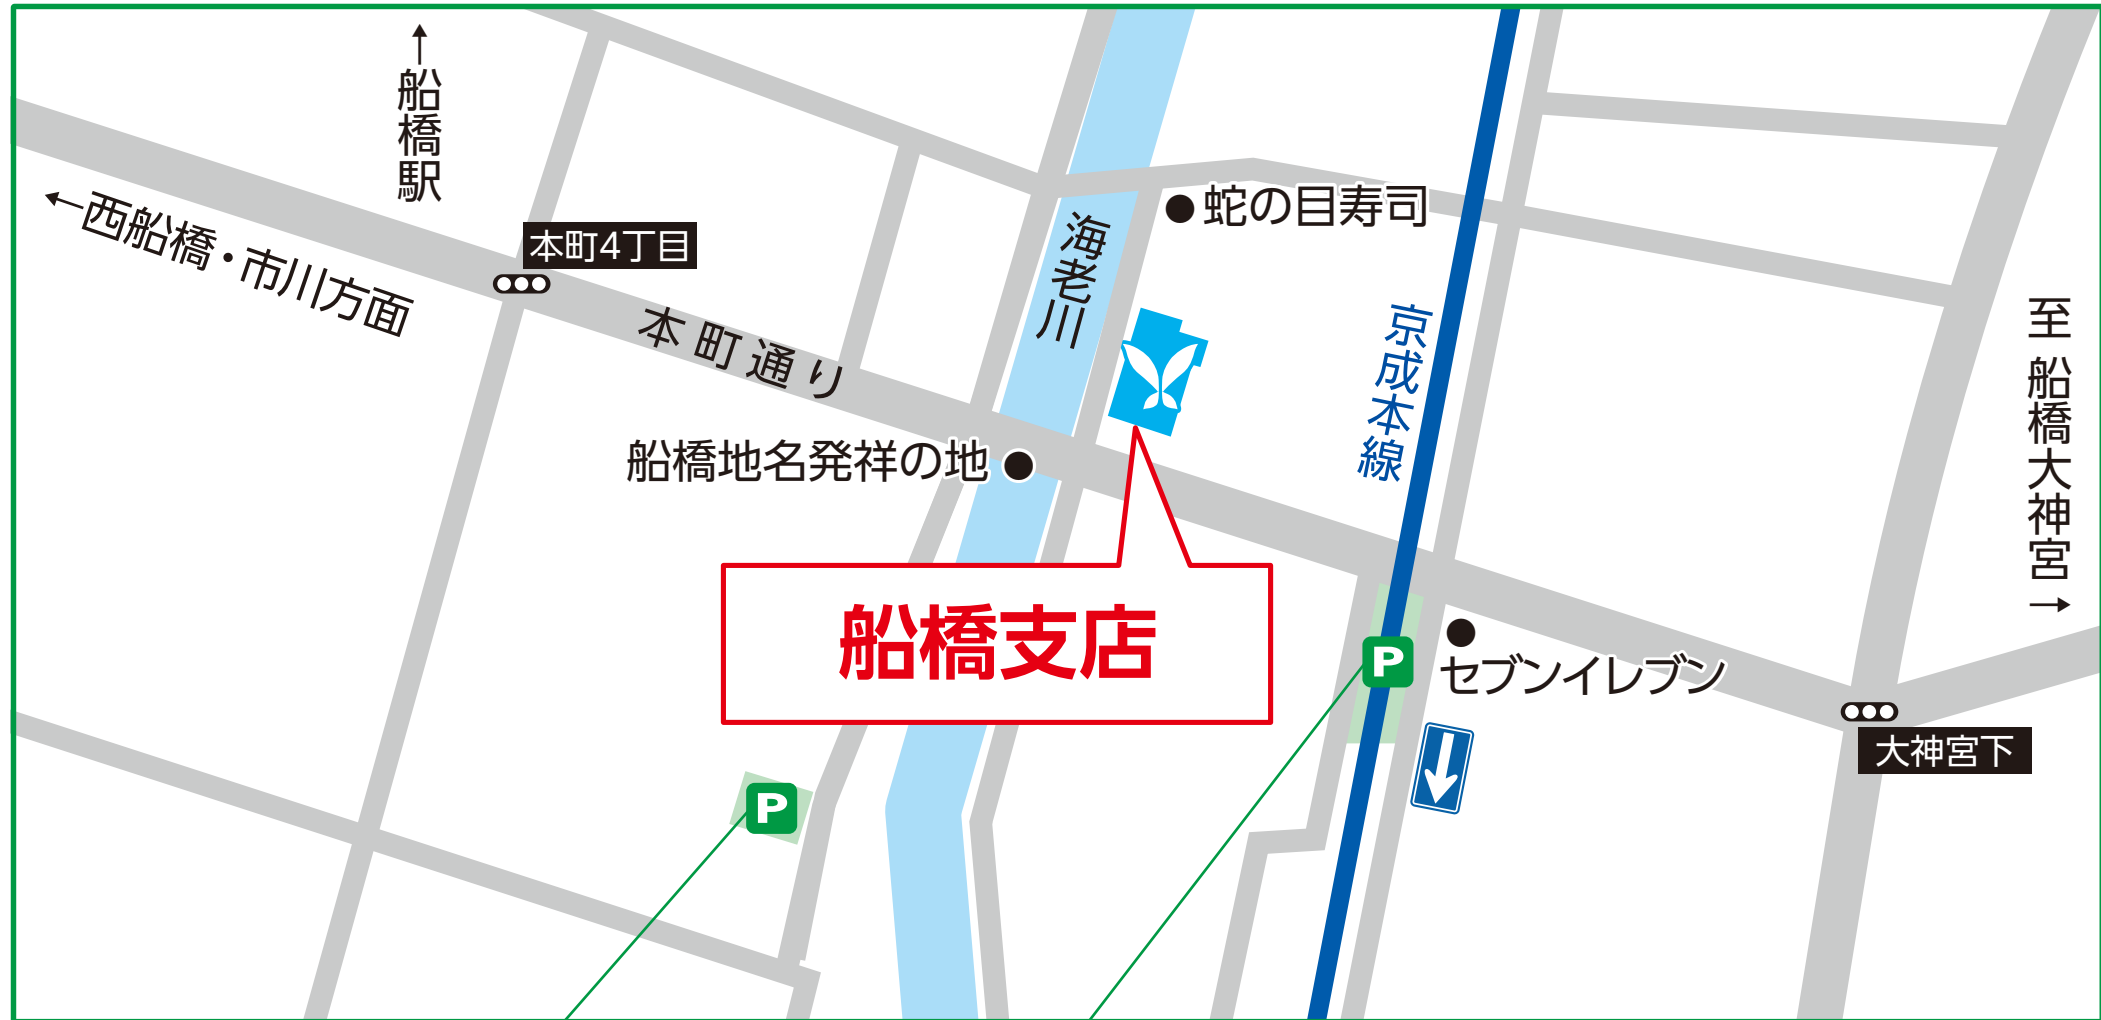 ←船橋駅
←西船橋・市川方面
本町4丁目
本町通り
海老川
蛇の目寿司
京成本線
至 船橋大神宮→
船橋地名発祥の地
船橋支店
P
セブンイレブン
大神宮下
P